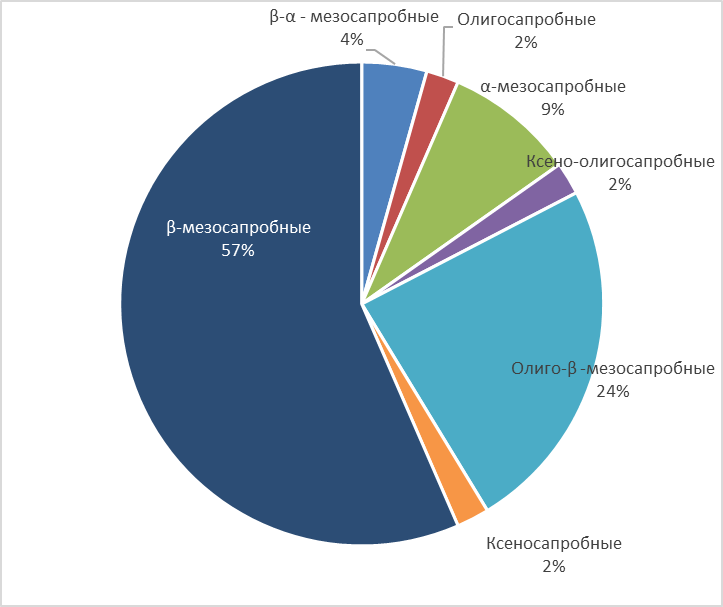 β-α - мезосапробные
4%
Олигосапробные
2%
α-мезосапробные
9%
Ксено-олигосапробные
2%
β-мезосапробные
57%
Олиго-β -мезосапробные
24%
Ксеносапробные
2%